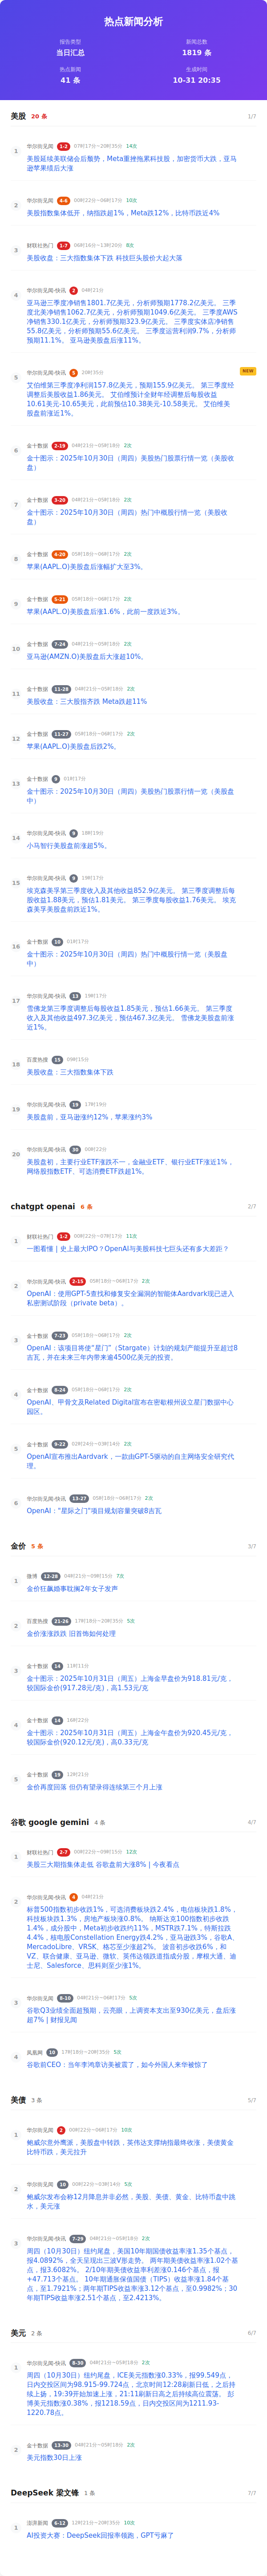 热点新闻分析
报告类型
当日汇总
新闻总数
1819 条
热点新闻
41 条
生成时间
10-31 20:35
美股 20 条 1/7
1 华尔街见闻 1-2 07时17分~20时35分 14次
美股延续美联储会后颓势，Meta重挫拖累科技股，加密货币大跌，亚马
逊苹果绩后大涨
2 华尔街见闻 4-6 00时22分~06时17分 10次
美股指数集体低开，纳指跌超1%，Meta跌12%，比特币跌近4%
3 财联社热门 1-7 06时16分~13时20分 8次
美股收盘：三大指数集体下跌 科技巨头股价大起大落
4 华尔街见闻-快讯 2 04时21分
亚马逊三季度净销售1801.7亿美元，分析师预期1778.2亿美元。 三季
度北美净销售1062.7亿美元，分析师预期1049.6亿美元。 三季度AWS
净销售330.1亿美元，分析师预期323.9亿美元。 三季度实体店净销售
55.8亿美元，分析师预期55.6亿美元。 三季度运营利润9.7%，分析师
预期11.1%。 亚马逊美股盘后涨11%。
5 华尔街见闻-快讯 5 20时35分 NEW
艾伯维第三季度净利润157.8亿美元，预期155.9亿美元。 第三季度经
调整后美股收益1.86美元。 艾伯维预计全财年经调整后每股收益
10.61美元-10.65美元，此前预估10.38美元-10.58美元。 艾伯维美
股盘前涨近1%。
6 金十数据 2-19 04时21分~05时18分 2次
金十图示：2025年10月30日（周四）美股热门股票行情一览（美股收
盘）
7 金十数据 3-20 04时21分~05时18分 2次
金十图示：2025年10月30日（周四）热门中概股行情一览（美股收
盘）
8 金十数据 4-20 05时18分~06时17分 2次
苹果(AAPL.O)美股盘后涨幅扩大至3%。
9 金十数据 5-21 05时18分~06时17分 2次
苹果(AAPL.O)美股盘后涨1.6%，此前一度跌近3%。
10 金十数据 7-24 04时21分~05时18分 2次
亚马逊(AMZN.O)美股盘后大涨超10%。
11 金十数据 11-28 04时21分~05时18分 2次
美股收盘：三大股指齐跌 Meta跌超11%
12 金十数据 11-27 05时18分~06时17分 2次
苹果(AAPL.O)美股盘后跌2%。
13 金十数据 9 01时17分
金十图示：2025年10月30日（周四）美股热门股票行情一览（美股盘
中）
14 华尔街见闻-快讯 9 18时19分
小马智行美股盘前涨超5%。
15 华尔街见闻-快讯 9 19时17分
埃克森美孚第三季度收入及其他收益852.9亿美元。 第三季度调整后每
股收益1.88美元，预估1.81美元。 第三季度每股收益1.76美元。 埃克
森美孚美股盘前跌近1%。
16 金十数据 10 01时17分
金十图示：2025年10月30日（周四）热门中概股行情一览（美股盘
中）
17 华尔街见闻-快讯 13 19时17分
雪佛龙第三季度调整后每股收益1.85美元，预估1.66美元。 第三季度
收入及其他收益497.3亿美元，预估467.3亿美元。 雪佛龙美股盘前涨
近1%。
18 百度热搜 15 09时15分
美股收盘：三大指数集体下跌
19 华尔街见闻-快讯 19 17时19分
美股盘前，亚马逊涨约12%，苹果涨约3%
20 华尔街见闻-快讯 30 00时22分
美股盘初，主要行业ETF涨跌不一，金融业ETF、银行业ETF涨近1%，
网络股指数ETF、可选消费ETF跌超1%。
chatgpt openai 6 条 2/7
1 财联社热门 1-2 00时22分~07时17分 11次
一图看懂｜史上最大IPO？OpenAI与美股科技七巨头还有多大差距？
2 华尔街见闻-快讯 2-15 05时18分~06时17分 2次
OpenAI：使用GPT-5查找和修复安全漏洞的智能体Aardvark现已进入
私密测试阶段（private beta）。
3 金十数据 7-23 05时18分~06时17分 2次
OpenAI：该项目将使“星门”（Stargate）计划的规划产能提升至超过8
吉瓦，并在未来三年内带来逾4500亿美元的投资。
4 金十数据 8-24 05时18分~06时17分 2次
OpenAI、甲骨文及Related Digital宣布在密歇根州设立星门数据中心
园区。
5 金十数据 9-22 02时24分~03时14分 2次
OpenAI宣布推出Aardvark，一款由GPT-5驱动的自主网络安全研究代
理。
6 华尔街见闻-快讯 13-27 05时18分~06时17分 2次
OpenAI：“星际之门”项目规划容量突破8吉瓦
金价 5 条 3/7
1 微博 12-28 04时21分~09时15分 7次
金价狂飙婚事耽搁2年女子发声
2 百度热搜 21-26 17时19分~20时35分 5次
金价涨涨跌跌 旧首饰如何处理
3 金十数据 14 11时11分
金十图示：2025年10月31日（周五）上海金早盘价为918.81元/克，
较国际金价(917.28元/克)，高1.53元/克
4 金十数据 14 16时22分
金十图示：2025年10月31日（周五）上海金午盘价为920.45元/克，
较国际金价(920.12元/克)，高0.33元/克
5 金十数据 19 12时21分
金价再度回落 但仍有望录得连续第三个月上涨
谷歌 google gemini 4 条 4/7
1 财联社热门 2-7 00时22分~09时15分 12次
美股三大期指集体走低 谷歌盘前大涨8%｜今夜看点
2 华尔街见闻-快讯 4 04时21分
标普500指数初步收跌1%，可选消费板块跌2.4%，电信板块跌1.8%，
科技板块跌1.3%，房地产板块涨0.8%。 纳斯达克100指数初步收跌
1.4%，成分股中，Meta初步收跌约11%，MSTR跌7.1%，特斯拉跌
4.4%，核电股Constellation Energy跌4.2%，亚马逊跌3%，谷歌A、
MercadoLibre、VRSK、格芯至少涨超2%。 波音初步收跌6%，和
VZ、联合健康、亚马逊、微软、英伟达领跌道指成分股，摩根大通、迪
士尼、Salesforce、思科则至少涨1%。
3 华尔街见闻 8-10 04时21分~06时17分 5次
谷歌Q3业绩全面超预期，云亮眼，上调资本支出至930亿美元，盘后涨
超7%｜财报见闻
4 凤凰网 10 17时19分~20时35分 5次
谷歌前CEO：当年李鸿章访美被震了，如今外国人来华被惊了
美债 3 条 5/7
1 华尔街见闻 2 00时22分~06时17分 10次
鲍威尔意外鹰派，美股盘中转跌，英伟达支撑纳指最终收涨，美债黄金
比特币跌，美元拉升
2 华尔街见闻 10 00时22分~03时14分 5次
鲍威尔发布会称12月降息并非必然，美股、美债、黄金、比特币盘中跳
水，美元涨
3 华尔街见闻-快讯 7-29 04时21分~05时18分 2次
周四（10月30日）纽约尾盘，美国10年期国债收益率涨1.35个基点，
报4.0892%，全天呈现出三波V形走势。 两年期美债收益率涨1.02个基
点，报3.6082%。 2/10年期美债收益率利差涨0.146个基点，报
+47.713个基点。 10年期通胀保值国债（TIPS）收益率涨1.84个基
点，至1.7921%；两年期TIPS收益率涨3.12个基点，至0.9982%；30
年期TIPS收益率涨2.51个基点，至2.4213%。
美元 2 条 6/7
1 华尔街见闻-快讯 8-30 04时21分~05时18分 2次
周四（10月30日）纽约尾盘，ICE美元指数涨0.33%，报99.549点，
日内交投区间为98.915-99.724点，北京时间12:28刷新日低，之后持
续上扬，19:39开始加速上涨，21:11刷新日高之后持续高位震荡。 彭
博美元指数涨0.38%，报1218.59点，日内交投区间为1211.93-
1220.78点。
2 金十数据 13-30 04时21分~05时18分 2次
美元指数30日上涨
DeepSeek 梁文锋 1 条 7/7
1 澎湃新闻 6-12 12时21分~20时35分 10次
AI投资大赛：DeepSeek回报率领跑，GPT亏麻了